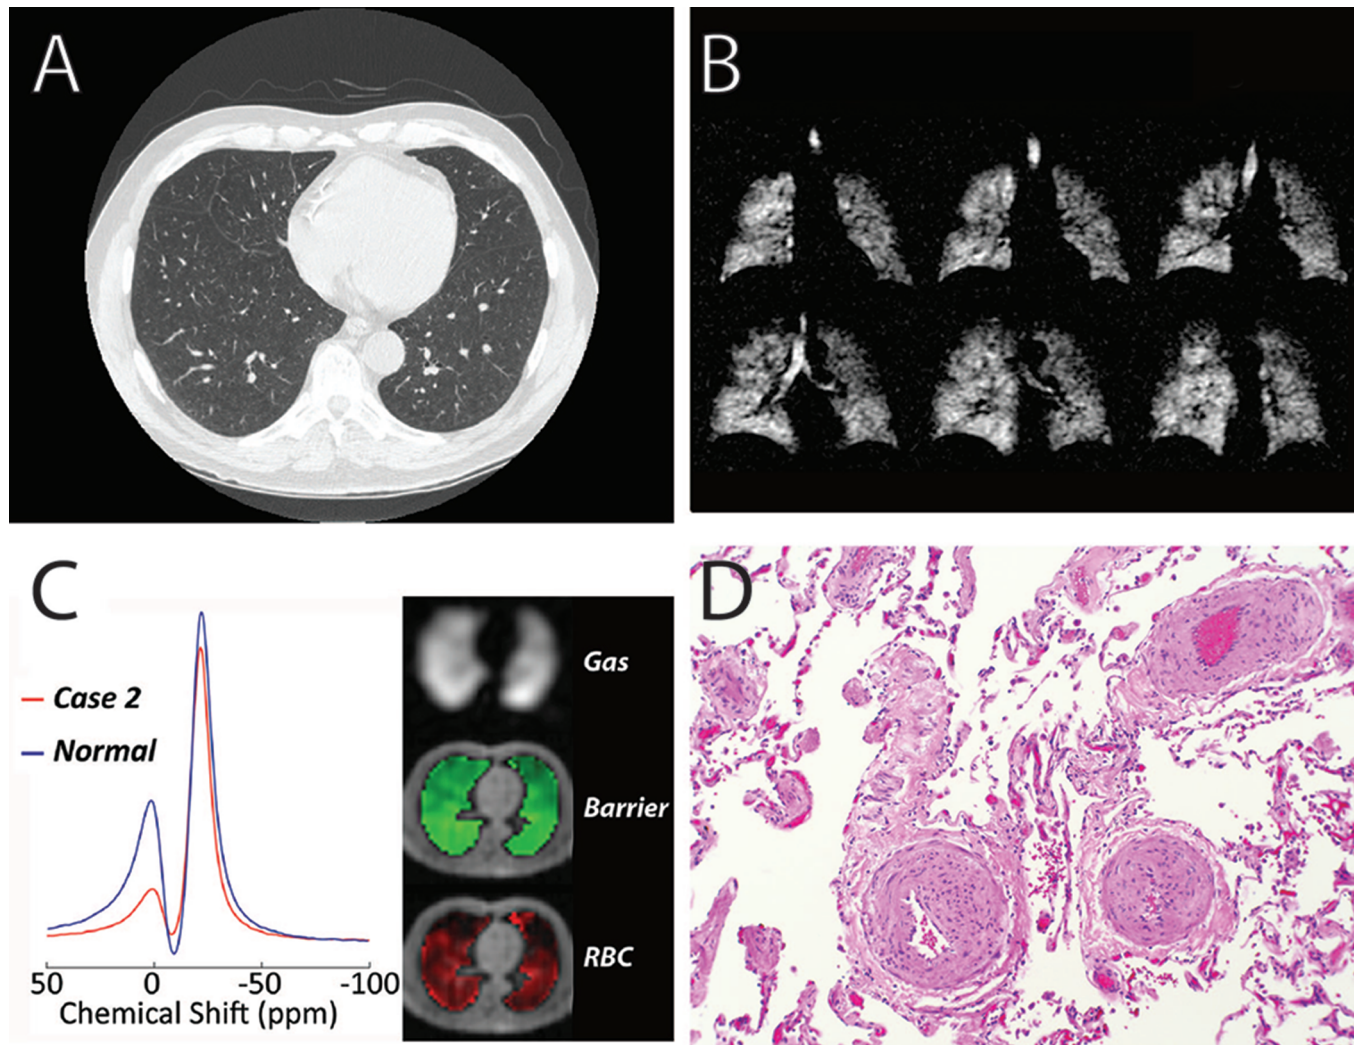 A
B
C
Case 2
Normal
50
0
-50
-100
Chemical Shift (ppm)
Gas
Barrier
RBC
D